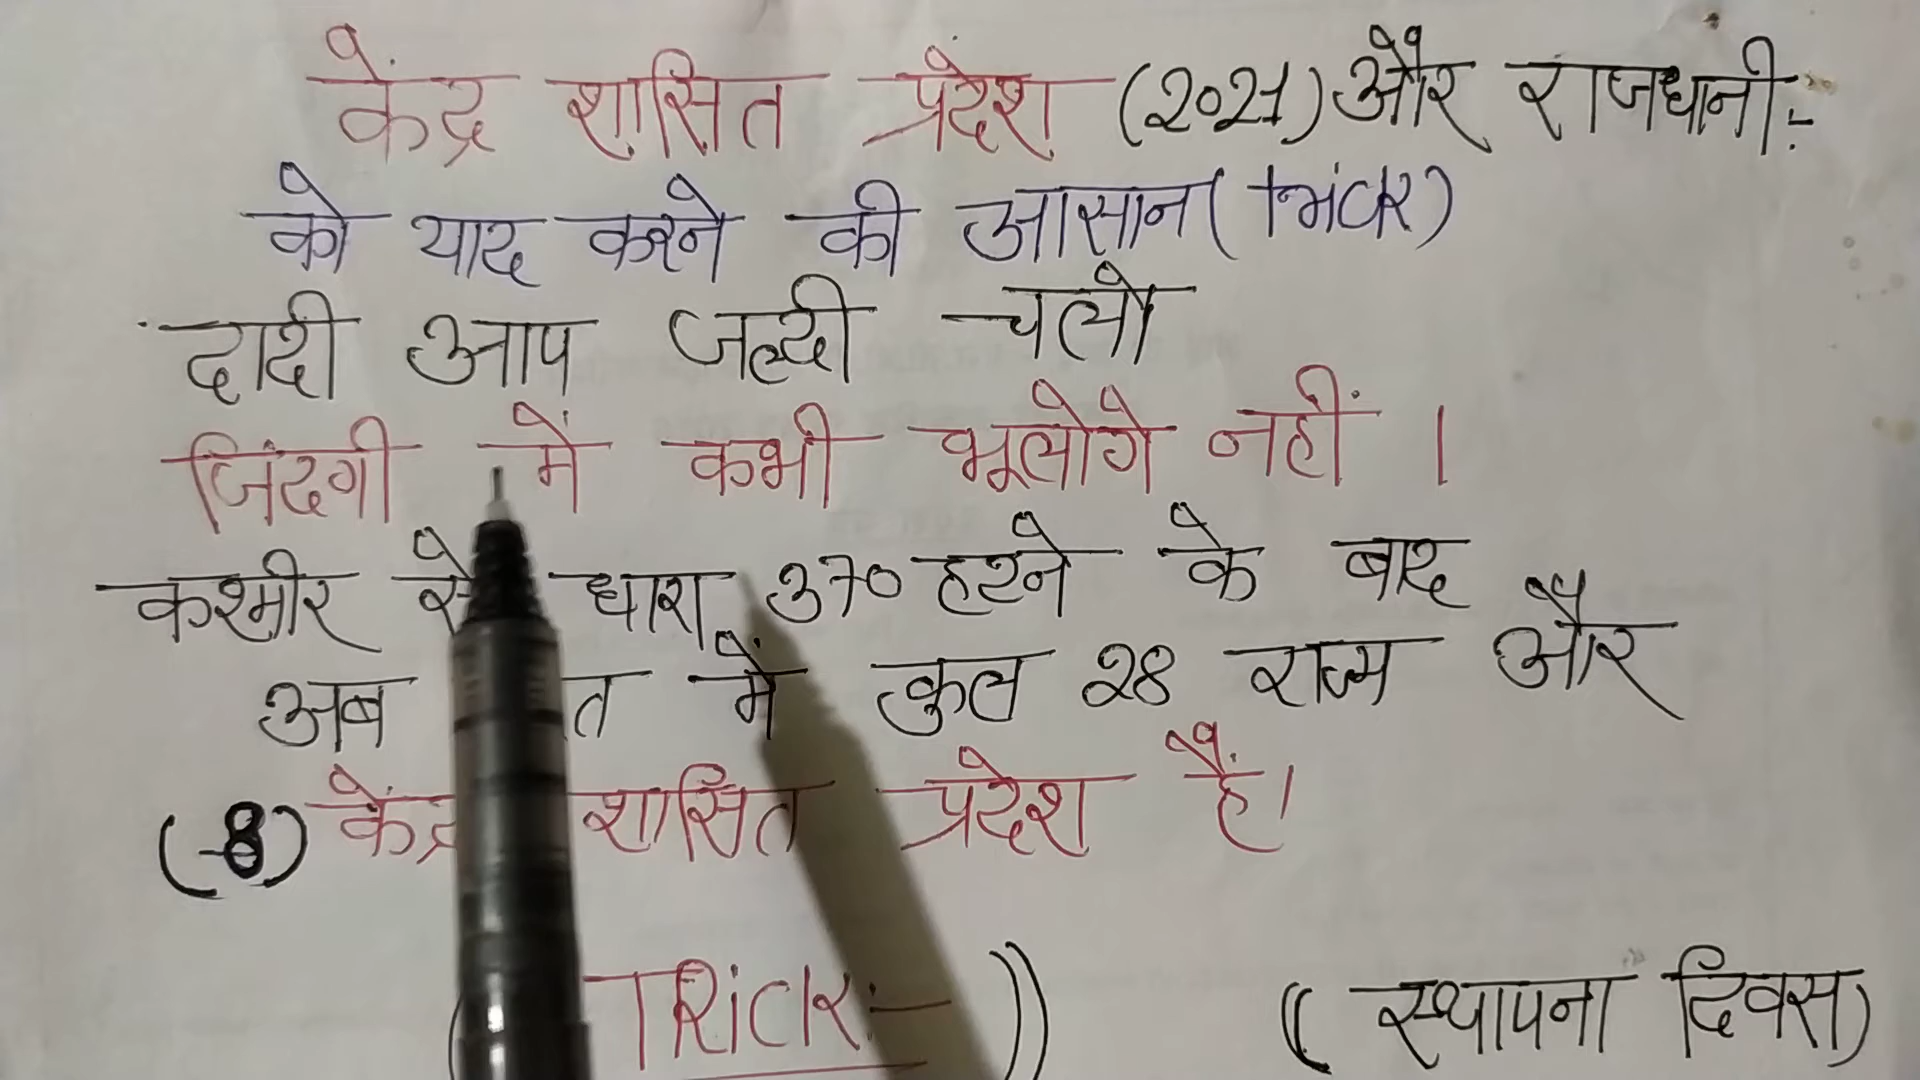 केंद्र शासित प्रदेश (2021) और राजधानी:-
को याद करने की आसान (trick)
दादी आप जल्दी चलो
जिंदगी में कभी भूलोगे नहीं ।
कश्मीर से धारा 370 हटने के बाद
अब त में कुल 28 राज्य और
(8) केंद्र शासित प्रदेश हैं।
TRICK:- (( स्थापना दिवस)